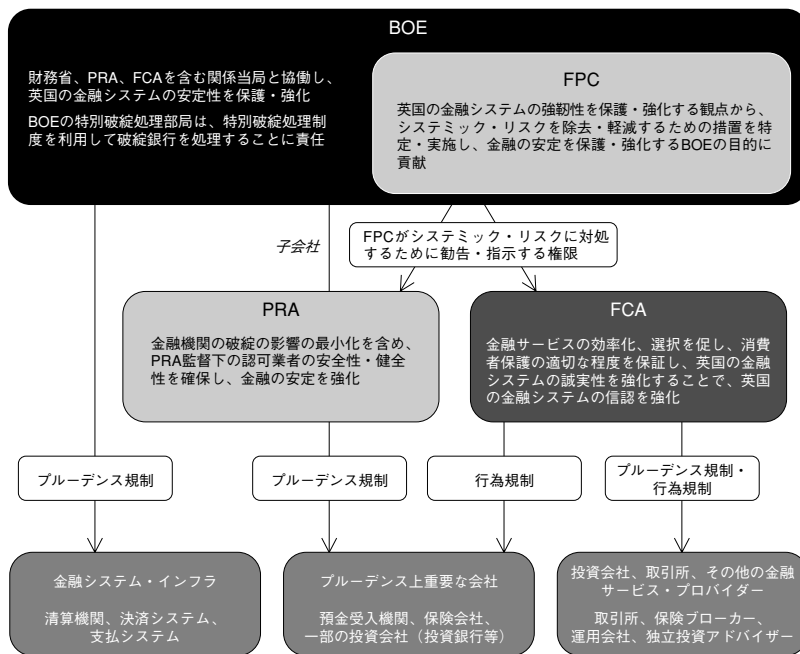 BOE
財務省、PRA、FCAを含む関係当局と協働し、
英国の金融システムの安定性を保護・強化
BOEの特別破綻処理部局は、特別破綻処理制
度を利用して破綻銀行を処理することに責任
FPC
英国の金融システムの強靭性を保護・強化する観点から、
システミック・リスクを除去・軽減するための措置を特
定・実施し、金融の安定を保護・強化するBOEの目的に
貢献
子会社
FPCがシステミック・リスクに対処
するために勧告・指示する権限
PRA
金融機関の破綻の影響の最小化を含め、
PRA監督下の認可業者の安全性・健全
性を確保し、金融の安定を強化
FCA
金融サービスの効率化、選択を促し、消費
者保護の適切な程度を保証し、英国の金融
システムの誠実性を強化することで、英国
の金融システムの信認を強化
プルーデンス規制
プルーデンス規制
行為規制
プルーデンス規制・
行為規制
金融システム・インフラ
清算機関、決済システム、
支払システム
プルーデンス上重要な会社
預金受入機関、保険会社、
一部の投資会社（投資銀行等）
投資会社、取引所、その他の金融
サービス・プロバイダー
取引所、保険ブローカー、
運用会社、独立投資アドバイザー